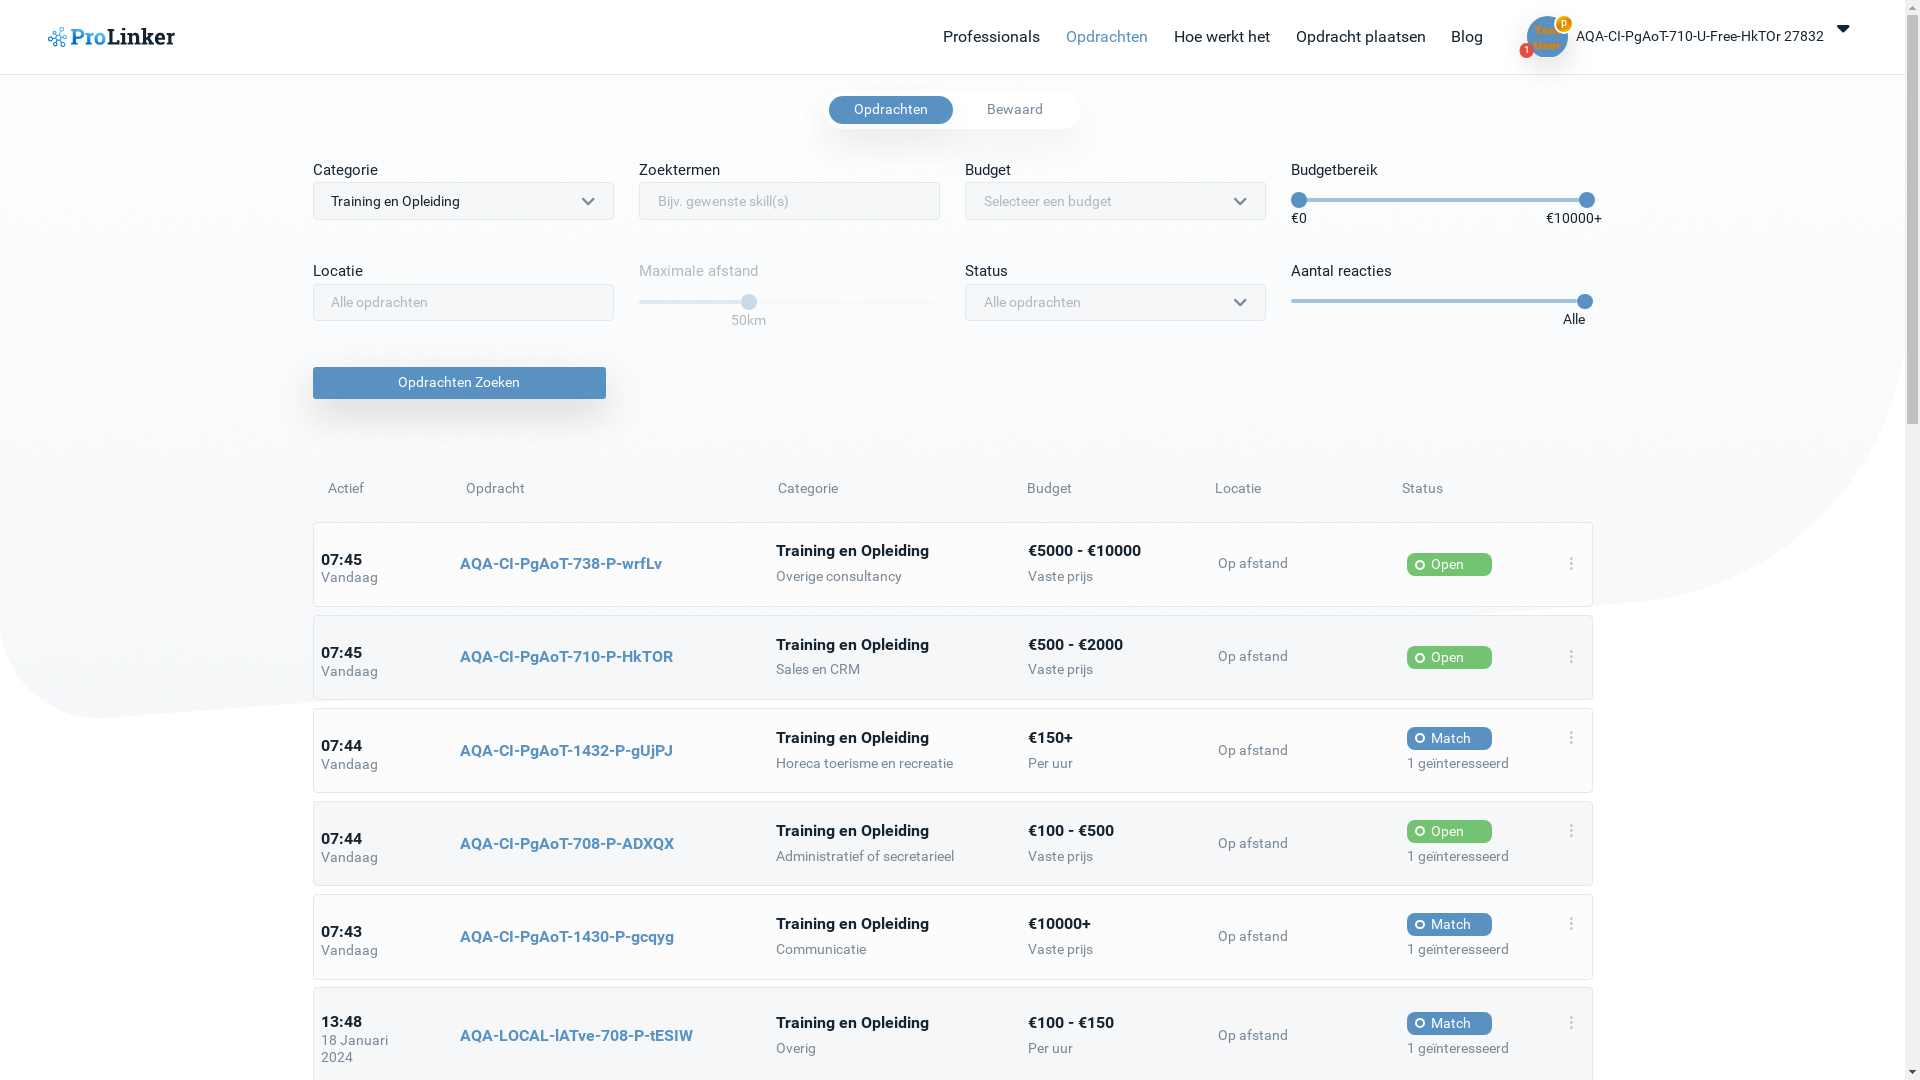 ProLinker
Professionals
Opdrachten
Hoe werkt het
Opdracht plaatsen
Blog
p
Test
User
1
AQA-CI-PgAoT-710-U-Free-HkTOr 27832
Opdrachten
Bewaard
Categorie
Zoektermen
Budget
Budgetbereik
Training en Opleiding
Bijv. gewenste skill(s)
Selecteer een budget
€0
€10000+
Locatie
Maximale afstand
Status
Aantal reacties
Alle opdrachten
50km
Alle opdrachten
Alle
Opdrachten Zoeken
Actief
Opdracht
Categorie
Budget
Locatie
Status
07:45
Vandaag
AQA-CI-PgAoT-738-P-wrfLv
Training en Opleiding
Overige consultancy
€5000 - €10000
Vaste prijs
Op afstand
Open
07:45
Vandaag
AQA-CI-PgAoT-710-P-HkTOR
Training en Opleiding
Sales en CRM
€500 - €2000
Vaste prijs
Op afstand
Open
07:44
Vandaag
AQA-CI-PgAoT-1432-P-gUjPJ
Training en Opleiding
Horeca toerisme en recreatie
€150+
Per uur
Op afstand
Match
1 geïnteresseerd
07:44
Vandaag
AQA-CI-PgAoT-708-P-ADXQX
Training en Opleiding
Administratief of secretarieel
€100 - €500
Vaste prijs
Op afstand
Open
1 geïnteresseerd
07:43
Vandaag
AQA-CI-PgAoT-1430-P-gcqyg
Training en Opleiding
Communicatie
€10000+
Vaste prijs
Op afstand
Match
1 geïnteresseerd
13:48
18 Januari
2024
AQA-LOCAL-lATve-708-P-tESIW
Training en Opleiding
Overig
€100 - €150
Per uur
Op afstand
Match
1 geïnteresseerd